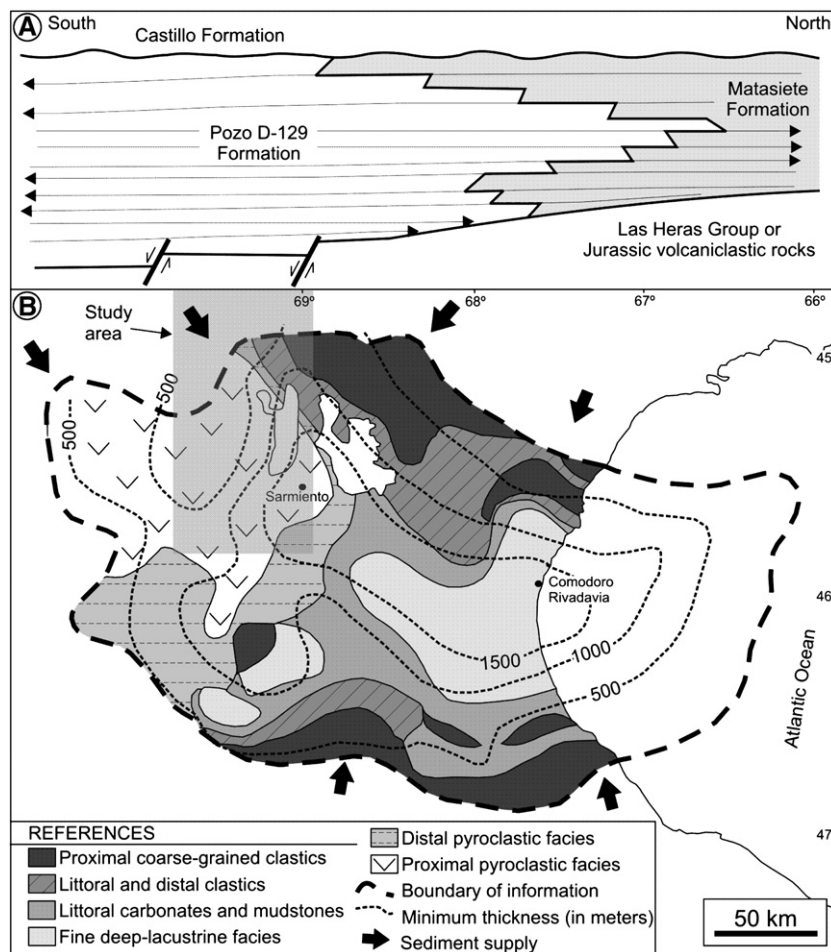 A
South
North
Castillo Formation
Matasiete
Formation
Pozo D-129
Formation
Las Heras Group or
Jurassic volcaniclastic rocks
B
Study
area
69°
68°
67°
66°
45
500
500
Sarmiento
Comodoro
Rivadavia
46
1500
1000
500
Atlantic Ocean
47
REFERENCES
Proximal coarse-grained clastics
Littoral and distal clastics
Littoral carbonates and mudstones
Fine deep-lacustrine facies
Distal pyroclastic facies
Proximal pyroclastic facies
Boundary of information
Minimum thickness (in meters)
Sediment supply
50 km